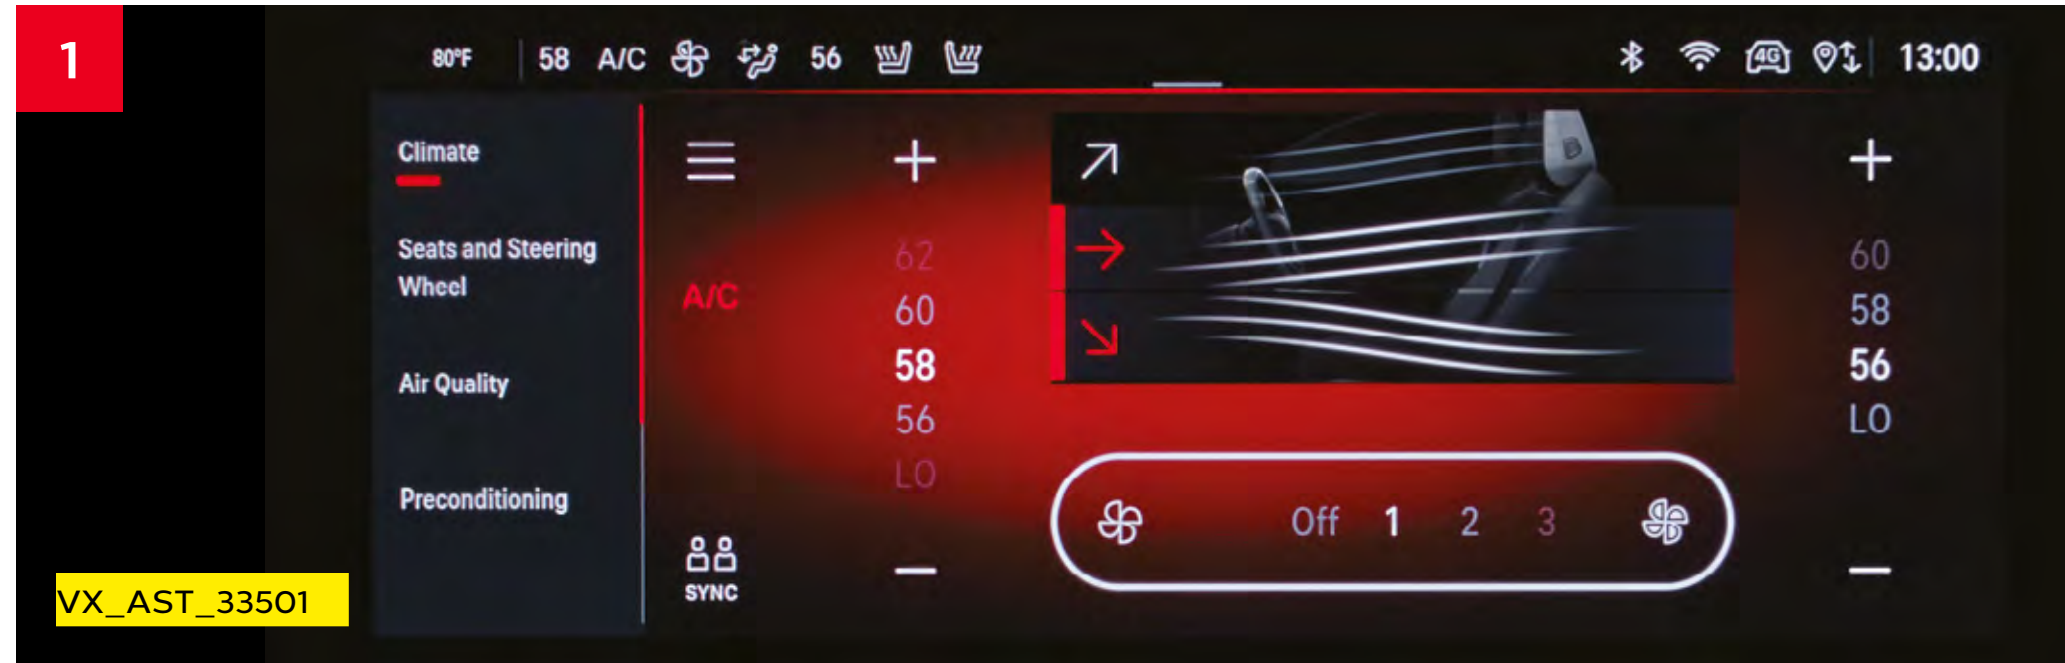 1
80°F 58 A/C 56 4G 13:00
Climate
Seats and Steering
Wheel
Air Quality
Preconditioning
A/C
SYNC
62
60
58
56
LO
Off 1 2 3
60
58
56
LO
VX_AST_33501